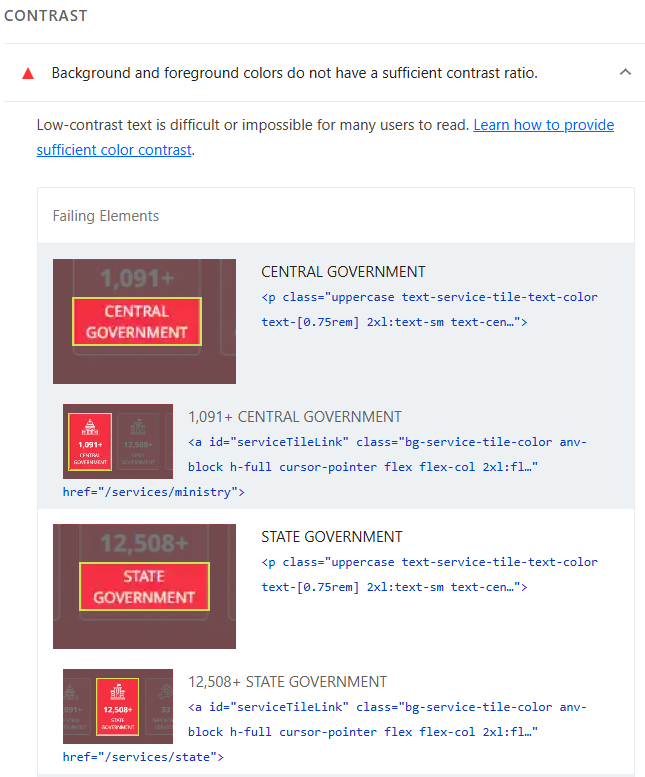 CONTRAST
Background and foreground colors do not have a sufficient contrast ratio.
Low-contrast text is difficult or impossible for many users to read. Learn how to provide
sufficient color contrast.
Failing Elements
1,091+
CENTRAL
GOVERNMENT
CENTRAL GOVERNMENT
<p class="uppercase text-service-tile-text-color
text-[0.75rem] 2xl:text-sm text-cen…">
1,091+
CENTRAL
GOVERNMENT
12,508+
STATE
GOVERNMENT
1,091+ CENTRAL GOVERNMENT
<a id="serviceTileLink" class="bg-service-tile-color anv-
block h-full cursor-pointer flex flex-col 2xl:fl…"
href="/services/ministry">
12,508+
STATE
GOVERNMENT
STATE GOVERNMENT
<p class="uppercase text-service-tile-text-color
text-[0.75rem] 2xl:text-sm text-cen…">
12,508+
STATE
GOVERNMENT
12,508+ STATE GOVERNMENT
<a id="serviceTileLink" class="bg-service-tile-color anv-
block h-full cursor-pointer flex flex-col 2xl:fl…"
href="/services/state">